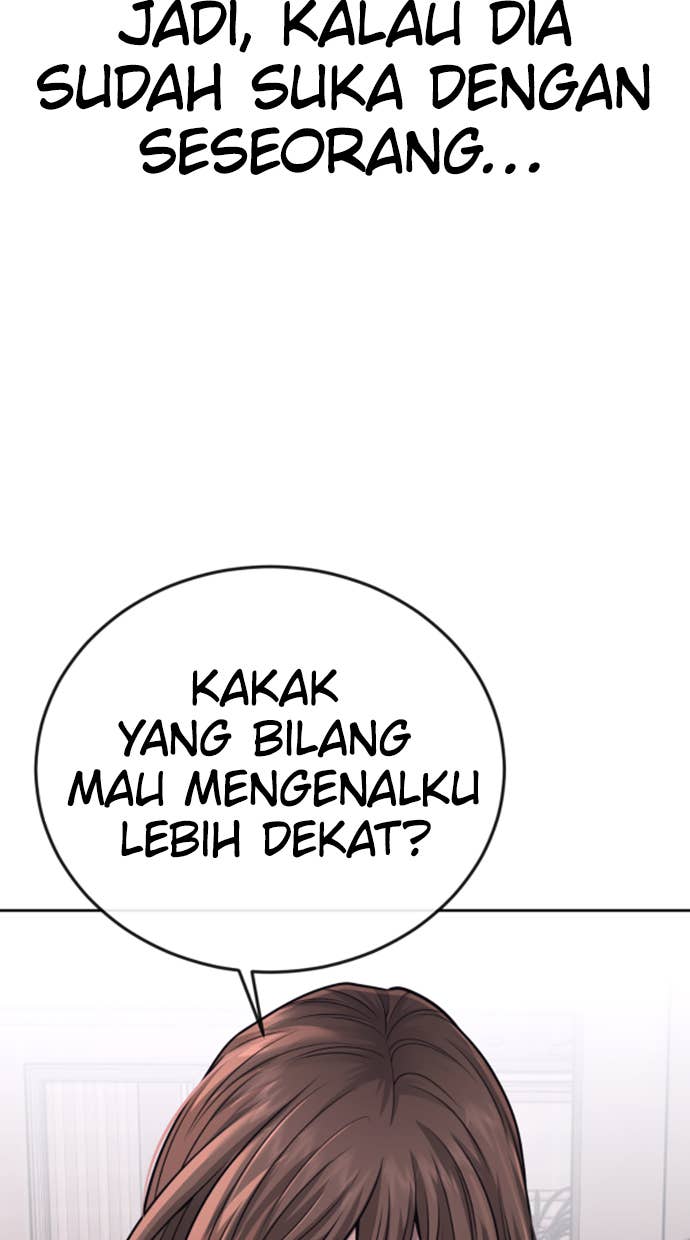 JADI, KALAU DIA
SUDAH SUKA DENGAN
SESEORANG...
KAKAK
YANG BILANG
MAU MENGENALKU
LEBIH DEKAT?